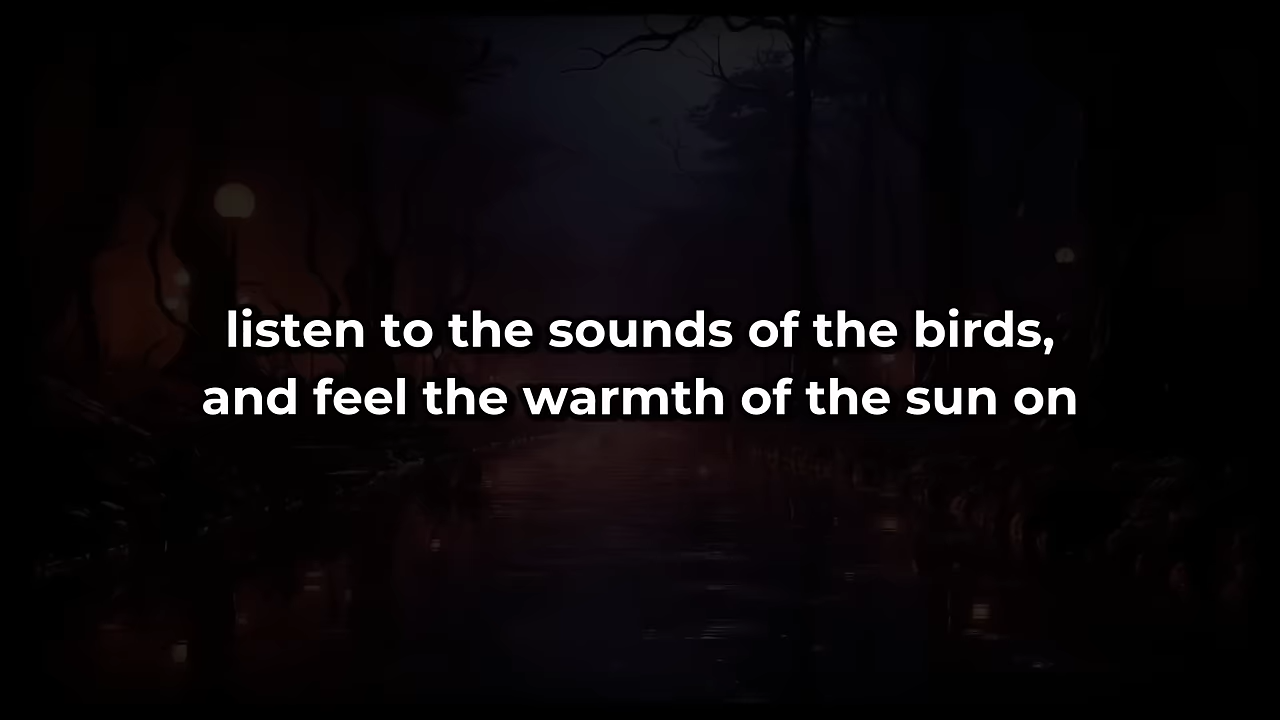 listen to the sounds of the birds,
and feel the warmth of the sun on